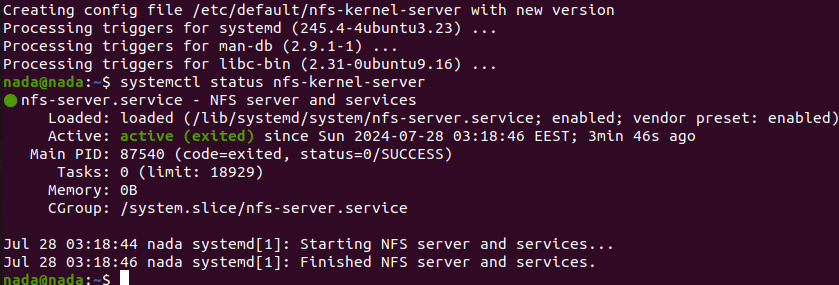 Creating config file /etc/default/nfs-kernel-server with new version
Processing triggers for systemd (245.4-4ubuntu3.23) ...
Processing triggers for man-db (2.9.1-1) ...
Processing triggers for libc-bin (2.31-0ubuntu9.16) ...
nada@nada:~$ systemctl status nfs-kernel-server
● nfs-server.service - NFS server and services
     Loaded: loaded (/lib/systemd/system/nfs-server.service; enabled; vendor preset: enabled)
     Active: active (exited) since Sun 2024-07-28 03:18:46 EEST; 3min 46s ago
   Main PID: 87540 (code=exited, status=0/SUCCESS)
      Tasks: 0 (limit: 18929)
     Memory: 0B
     CGroup: /system.slice/nfs-server.service

Jul 28 03:18:44 nada systemd[1]: Starting NFS server and services...
Jul 28 03:18:46 nada systemd[1]: Finished NFS server and services.
nada@nada:~$